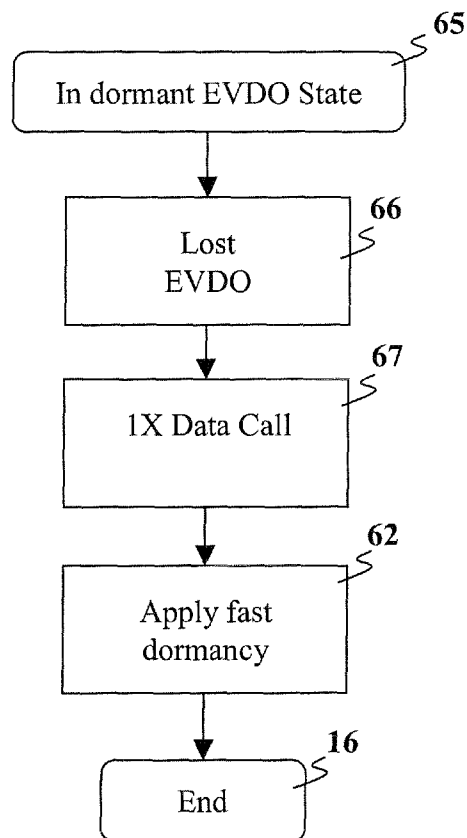 65
In dormant EVDO State
66
Lost
EVDO
67
1X Data Call
62
Apply fast
dormancy
16
End